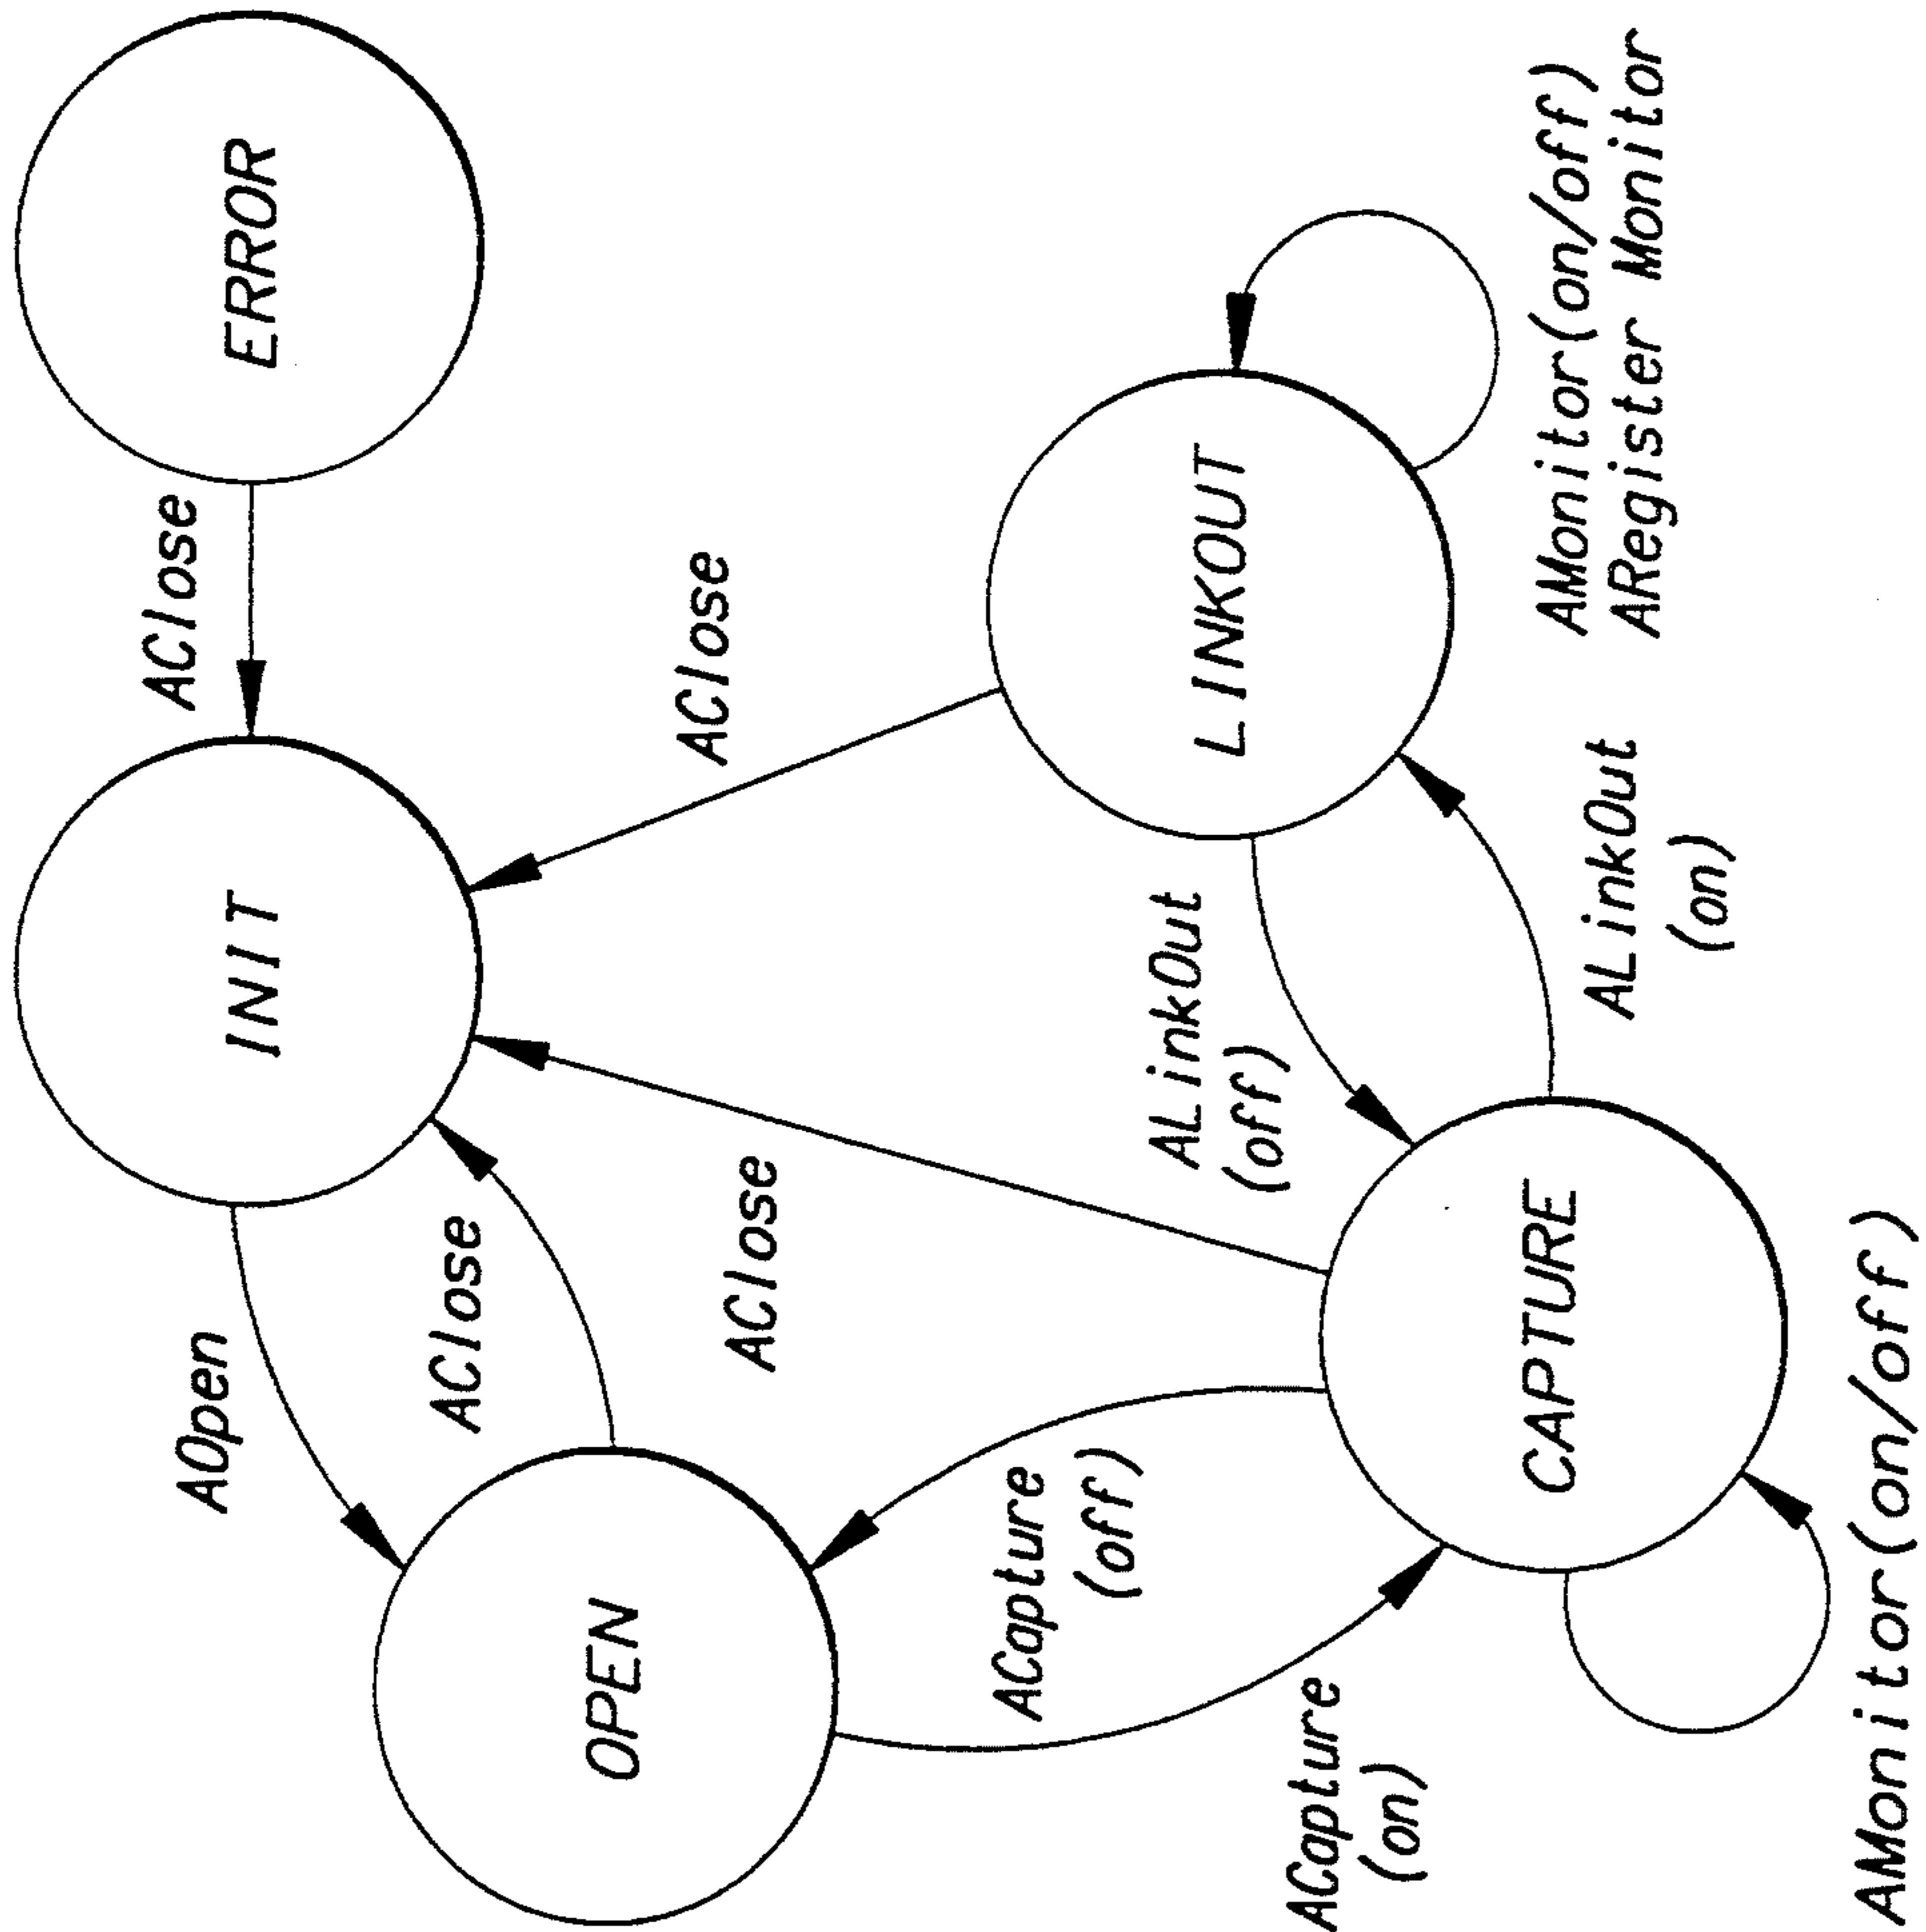 ERROR
AClose
INIT
AOpen
AClose
OPEN
AClose
AClose
LINKOUT
AMonitor(on/off)
ARegister Monitor
ALinkOut
(off)
ALinkOut
(on)
ACapture
(off)
ACapture
(on)
CAPTURE
AMonitor(on/off)